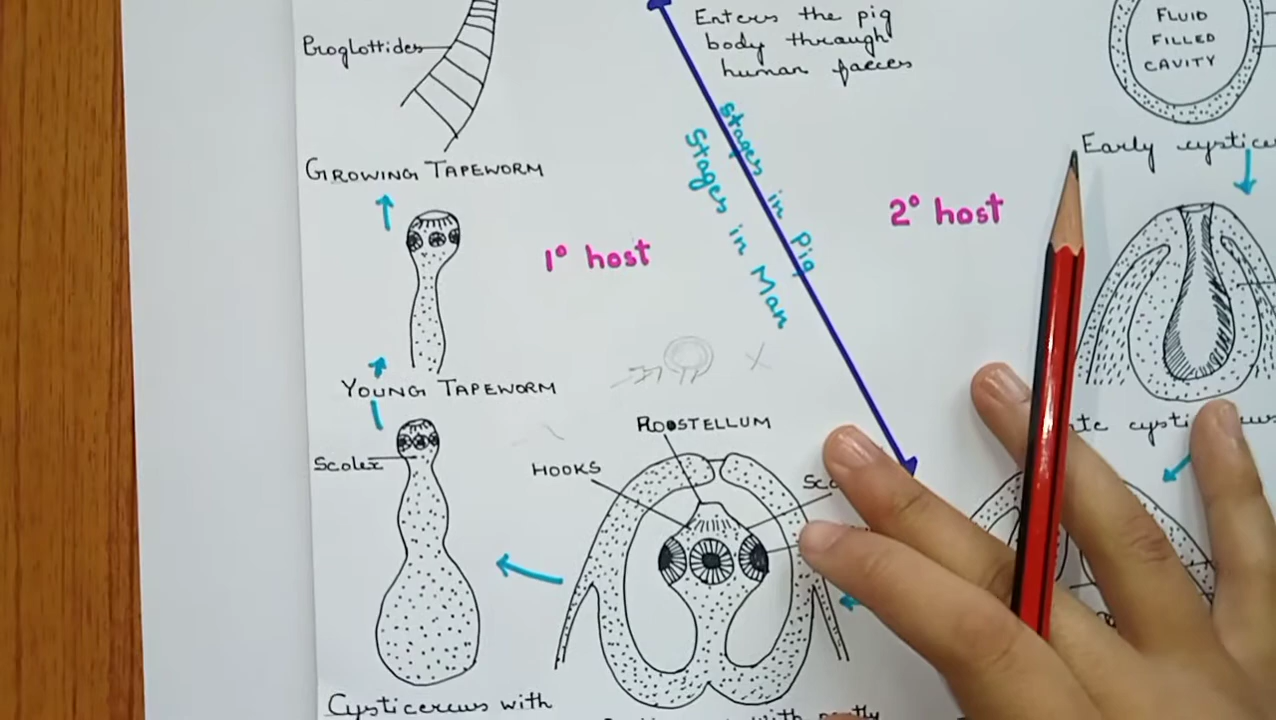 Proglottides
GROWING TAPEWORM
YOUNG TAPEWORM
Scolex
Cysticercus with
1° host
Enters the pig
body through
human faeces
stages in Pig
Stages in Man
2° host
FLUID
FILLED
CAVITY
Early
ROOSTELLUM
HOOKS
with